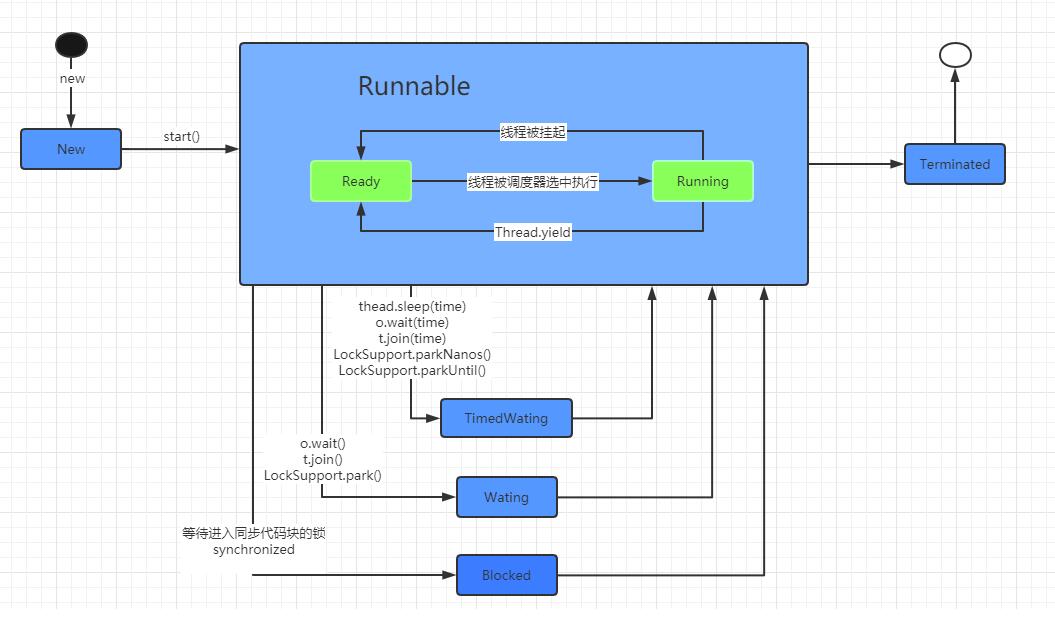 new
New
start()
Runnable
线程被挂起
Ready
线程被调度器选中执行
Running
Thread.yield
Terminated
thead.sleep(time)
o.wait(time)
t.join(time)
LockSupport.parkNanos()
LockSupport.parkUntil()
TimedWating
o.wait()
t.join()
LockSupport.park()
Wating
等待进入同步代码块的锁
synchronized
Blocked